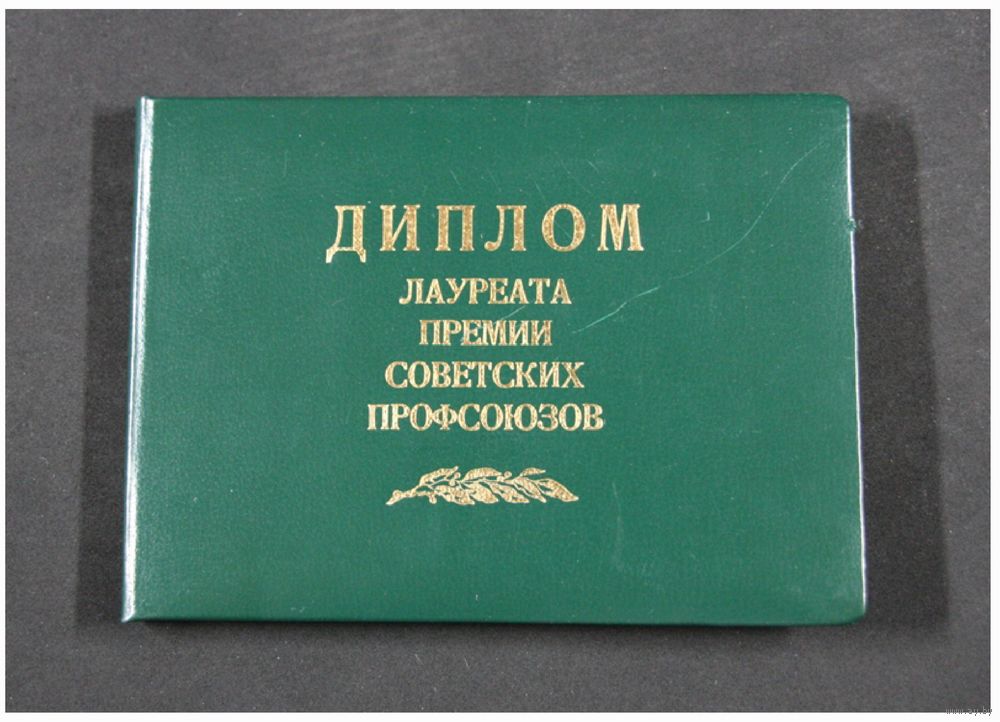 ДИПЛОМ
ЛАУРЕАТА
ПРЕМИИ
СОВЕТСКИХ
ПРОФСОЮЗОВ